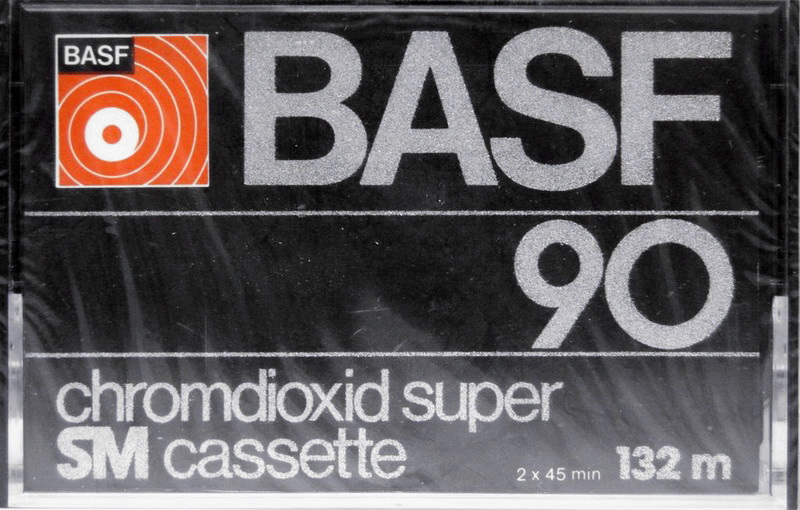 BASF
BASF
90
chromdioxid super
SM cassette
2 x 45 min 132 m